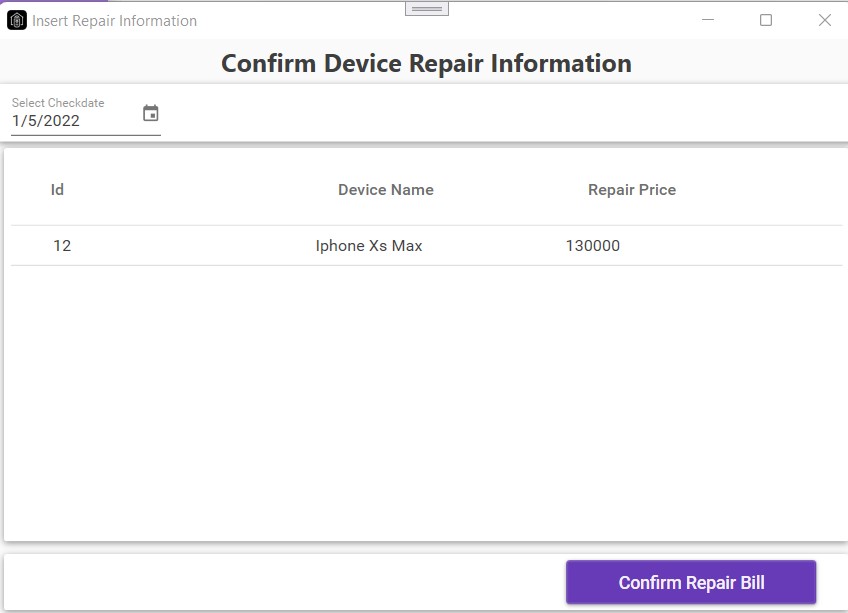 Insert Repair Information
Confirm Device Repair Information
Select Checkdate
1/5/2022
Id Device Name Repair Price
12 Iphone Xs Max 130000
Confirm Repair Bill